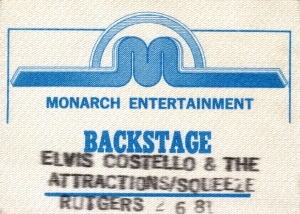 MONARCH ENTERTAINMENT
BACKSTAGE
ELVIS COSTELLO & THE
ATTRACTIONS/SQUEEZE
RUTGERS 2 6 81